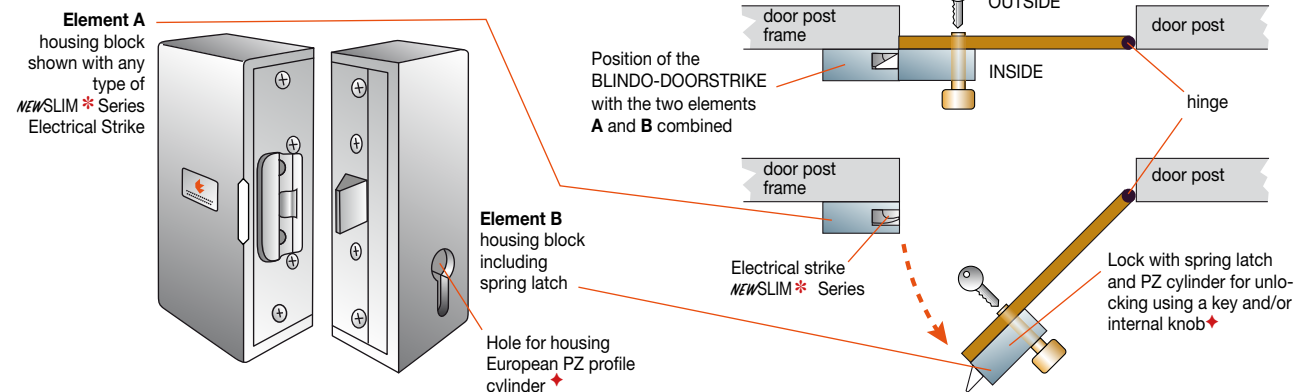 Element A
housing block
shown with any
type of
NEWSLIM * Series
Electrical Strike
Element B
housing block
including
spring latch
Hole for housing
European PZ profile
cylinder ✦
Position of the
BLINDO-DOORSTRIKE
with the two elements
A and B combined
door post
frame
OUTSIDE
door post
INSIDE
hinge
door post
frame
door post
Electrical strike
NEWSLIM * Series
Lock with spring latch
and PZ cylinder for unlo-
cking using a key and/or
internal knob✦